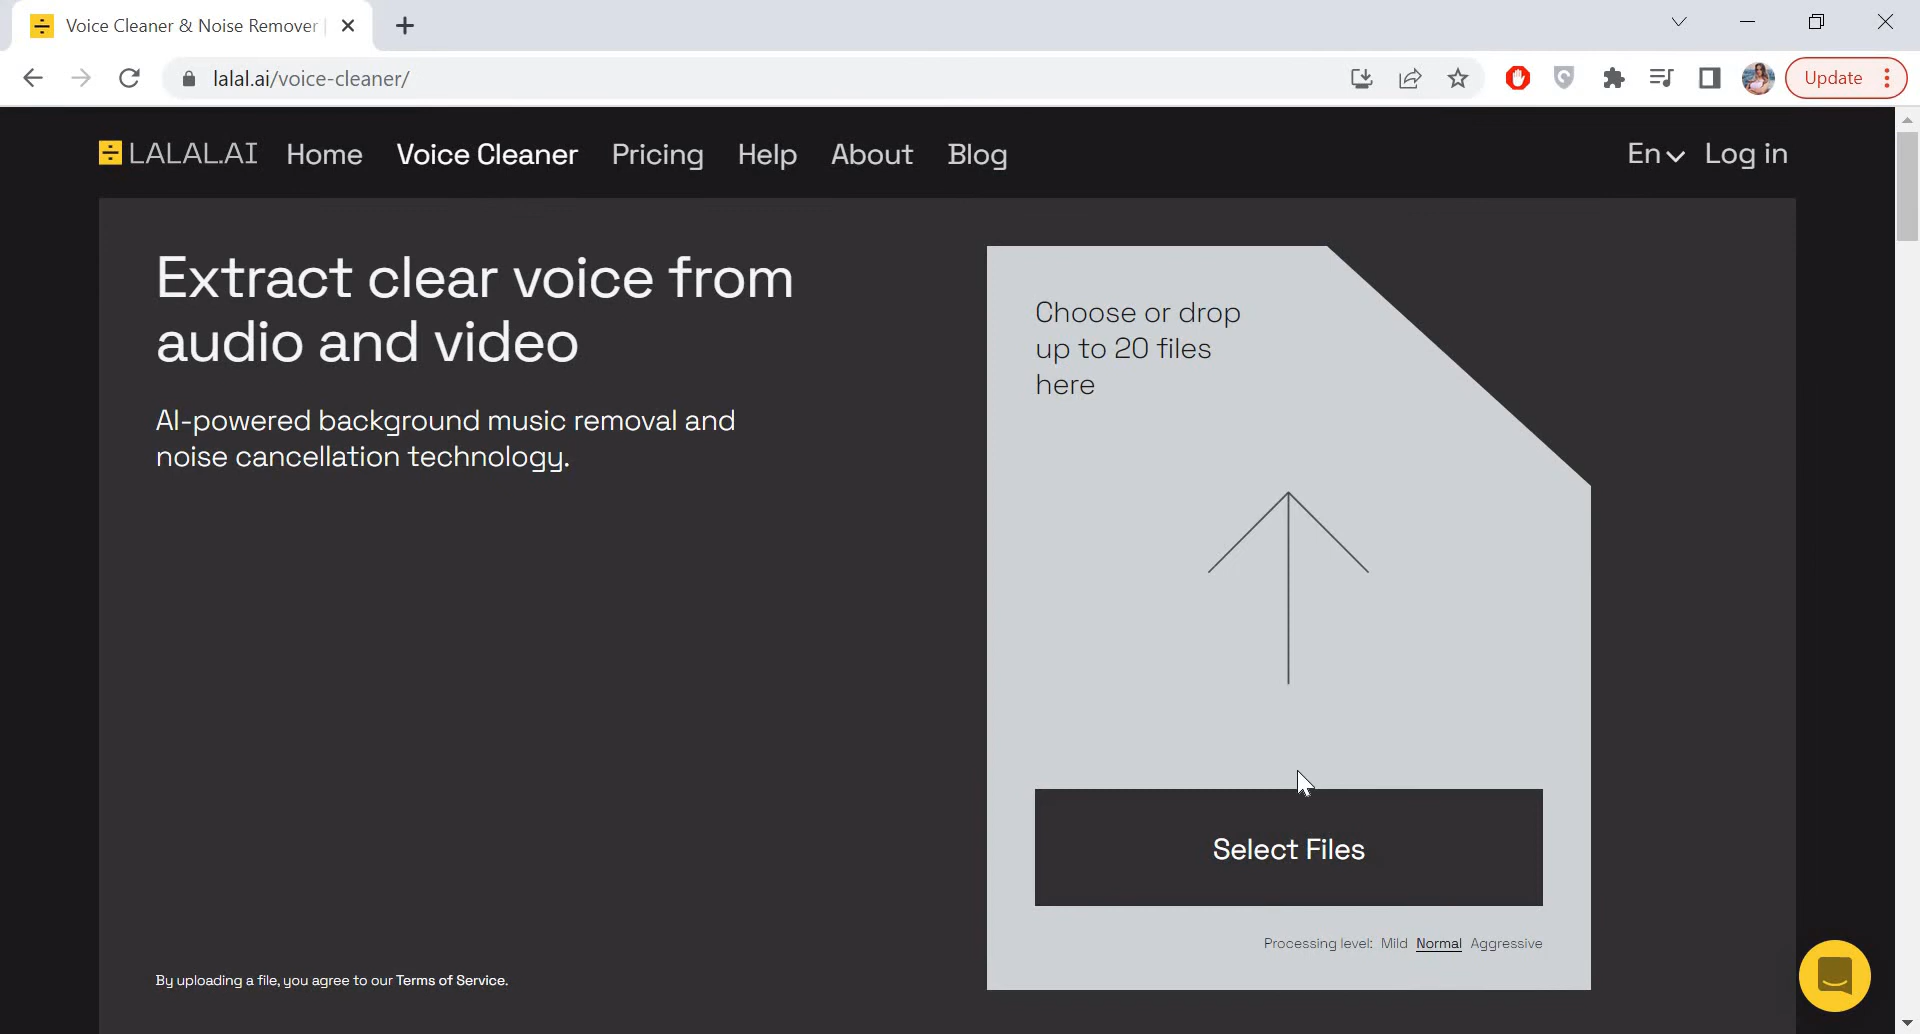 Voice Cleaner & Noise Remover
lalal.ai/voice-cleaner/
Update
LALAL.AI Home Voice Cleaner Pricing Help About Blog En Log in
Extract clear voice from
audio and video
AI-powered background music removal and
noise cancellation technology.
By uploading a file, you agree to our Terms of Service.
Choose or drop
up to 20 files
here
Select Files
Processing level: Mild Normal Aggressive